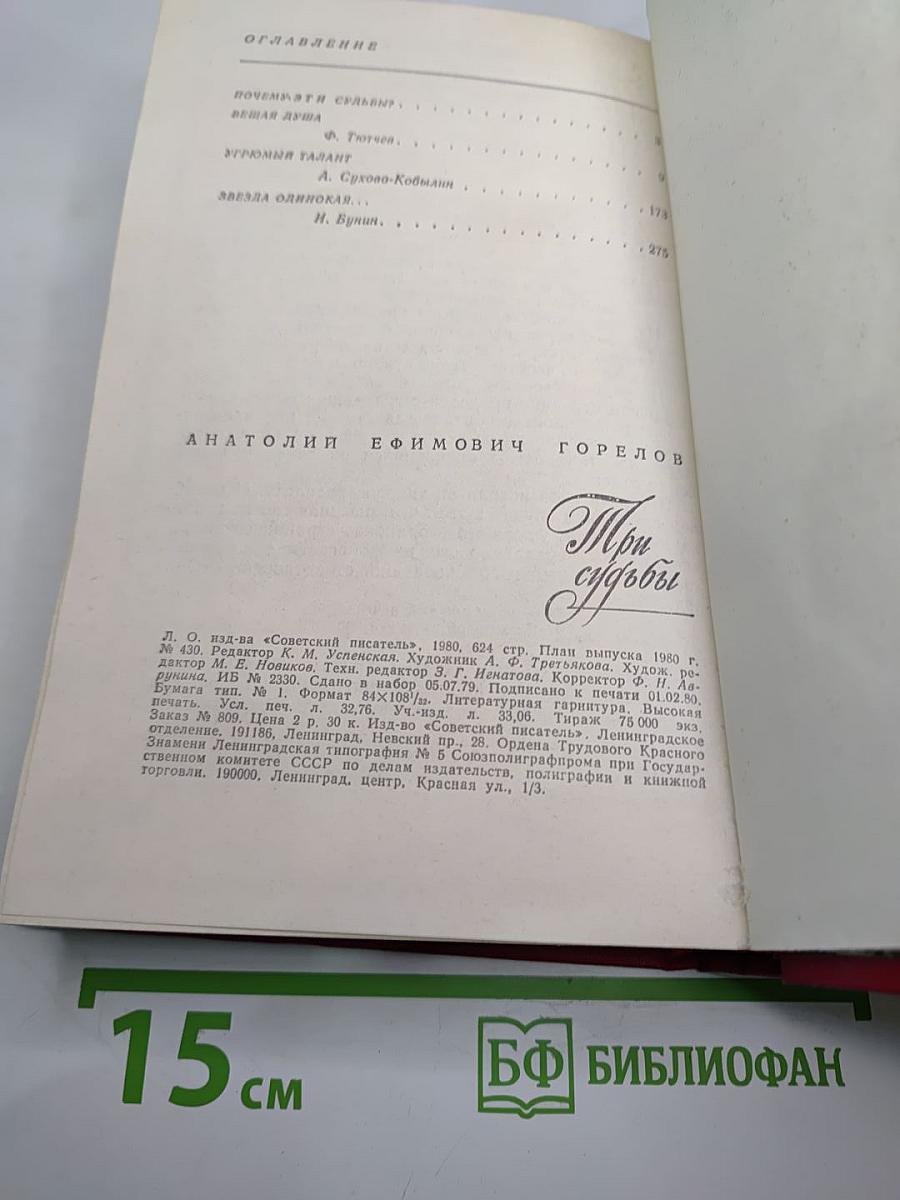 ОГЛАВЛЕНИЕ
ПОЧЕМУ ЭТИ СУДЬБЫ? . . . . . . . . . . . .
ВЕЩАЯ ДУША
Ф. Тютчев. . . . . . . . . . . . 9
УГРЮМЫЙ ТАЛАНТ
А. Сухово-Кобылин . . . . . . . . . . . 173
ЗВЕЗДА ОДИНОКАЯ...
И. Бунин. . . . . . . . . . . . . 275
АНАТОЛИЙ ЕФИМОВИЧ ГОРЕЛОВ
Три
судьбы
Л. О. изд-ва «Советский писатель», 1980, 624 стр. План выпуска 1980 г.
№ 430. Редактор К. М. Успенская. Художник А. Ф. Третьякова. Худож. ре-
дактор М. Е. Новиков. Техн. редактор З. Г. Игнатова. Корректор Ф. Н. Ав-
рунина. ИБ № 2330. Сдано в набор 05.07.79. Подписано к печати 01.02.80.
Бумага тип. № 1. Формат 84×108¹/₃₂. Литературная гарнитура. Высокая
печать. Усл. печ. л. 32,76. Уч.-изд. л. 33,06. Тираж 75 000 экз.
Заказ № 809. Цена 2 р. 30 к. Изд-во «Советский писатель». Ленинградское
отделение. 191186, Ленинград, Невский пр., 28. Ордена Трудового Красного
Знамени Ленинградская типография № 5 Союзполиграфпрома при Государ-
ственном комитете СССР по делам издательств, полиграфии и книжной
торговли. 190000, Ленинград, центр, Красная ул., 1/3.
15 см
БФ БИБЛИОФАН